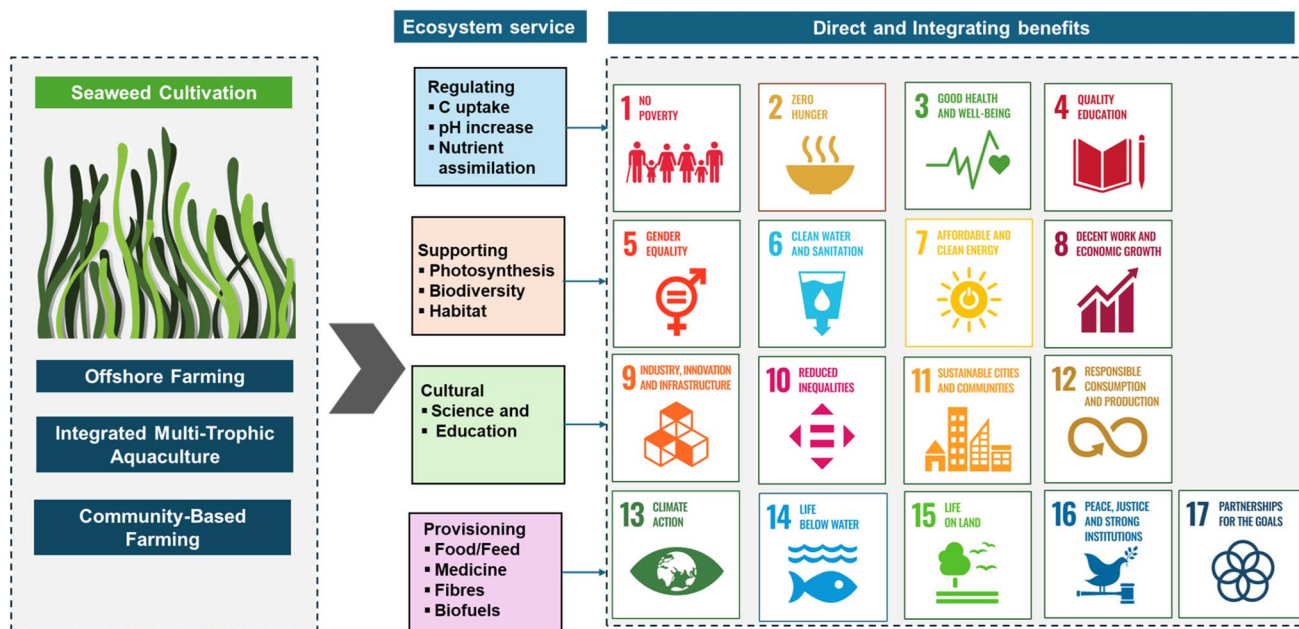 Ecosystem service
Direct and Integrating benefits
Seaweed Cultivation
Offshore Farming
Integrated Multi-Trophic
Aquaculture
Community-Based
Farming
Regulating
▪ C uptake
▪ pH increase
▪ Nutrient
assimilation
Supporting
▪ Photosynthesis
▪ Biodiversity
▪ Habitat
Cultural
▪ Science and
▪ Education
Provisioning
▪ Food/Feed
▪ Medicine
▪ Fibres
▪ Biofuels
1 NO
POVERTY
2 ZERO
HUNGER
3 GOOD HEALTH
AND WELL-BEING
4 QUALITY
EDUCATION
5 GENDER
EQUALITY
6 CLEAN WATER
AND SANITATION
7 AFFORDABLE AND
CLEAN ENERGY
8 DECENT WORK AND
ECONOMIC GROWTH
9 INDUSTRY, INNOVATION
AND INFRASTRUCTURE
10 REDUCED
INEQUALITIES
11 SUSTAINABLE CITIES
AND COMMUNITIES
12 RESPONSIBLE
CONSUMPTION
AND PRODUCTION
13 CLIMATE
ACTION
14 LIFE
BELOW WATER
15 LIFE
ON LAND
16 PEACE, JUSTICE
AND STRONG
INSTITUTIONS
17 PARTNERSHIPS
FOR THE GOALS